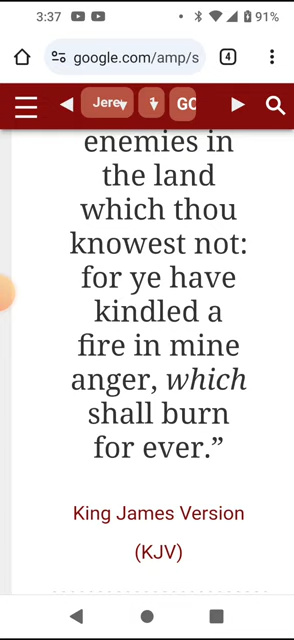 3:37
91%
google.com/amp/s
4
Jere
GO
enemies in
the land
which thou
knowest not:
for ye have
kindled a
fire in mine
anger, which
shall burn
for ever.”
King James Version
(KJV)